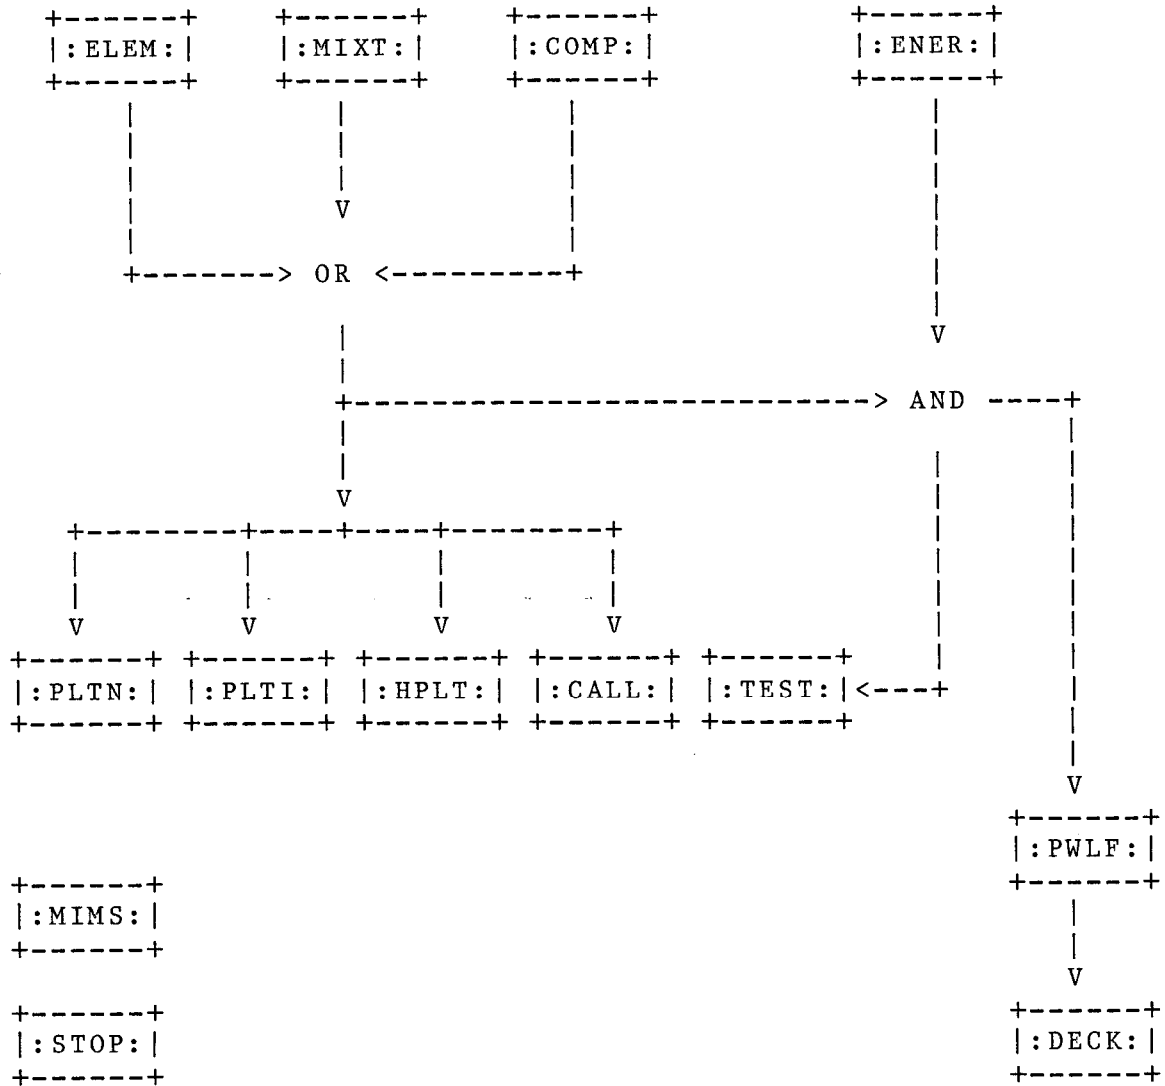 :ELEM: :MIXT: :COMP: :ENER:
V
OR
V
AND
V
V V V V
:PLTN: :PLTI: :HPLT: :CALL: :TEST:
V
:PWLF:
:MIMS:
V
:STOP: :DECK: